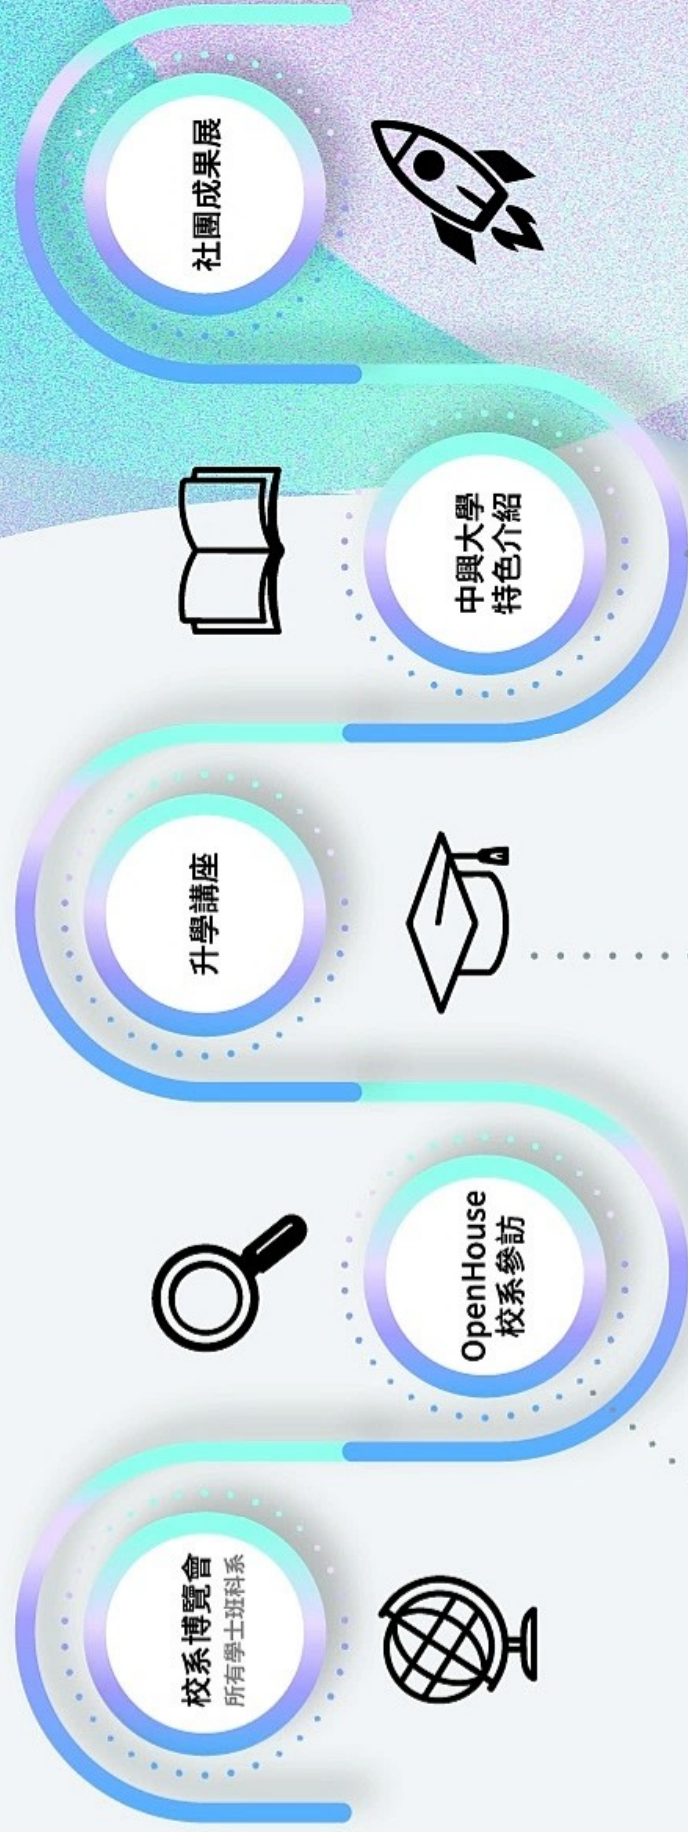 校系博覽會
所有學士班科系
OpenHouse
校系參訪
升學講座
中興大學
特色介紹
社團成果展